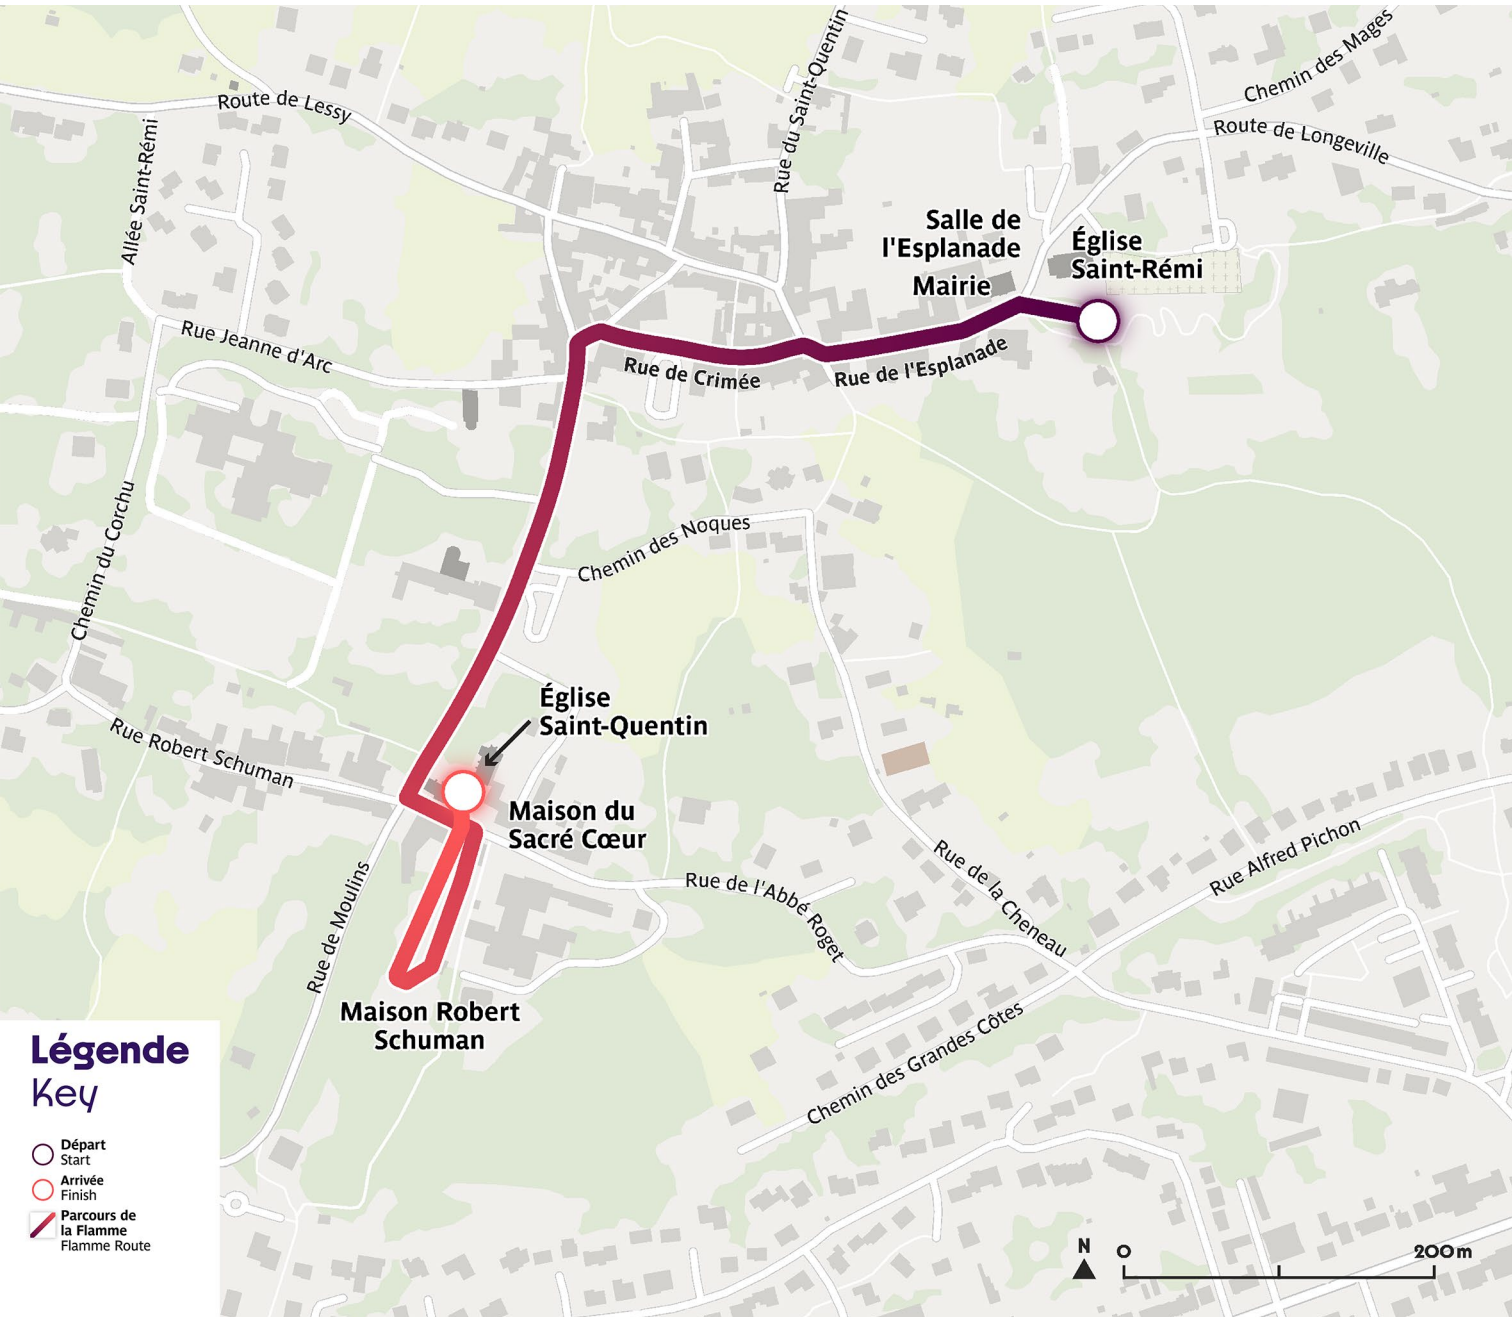 Route de Lessy
Rue du Saint-Quentin
Chemin des Mages
Route de Longeville
Allée Saint-Rémi
Salle de
l'Esplanade
Mairie
Église
Saint-Rémi
Rue Jeanne d'Arc
Rue de Crimée
Rue de l'Esplanade
Chemin du Corchu
Chemin des Noques
Église
Saint-Quentin
Rue Robert Schuman
Maison du
Sacré Cœur
Rue de Moulins
Rue de l'Abbé Roget
Rue de la Cheneau
Rue Alfred Pichon
Maison Robert
Schuman
Chemin des Grandes Côtes
Légende
Key
Départ
Start
Arrivée
Finish
Parcours de
la Flamme
Flamme Route
N 0 200m